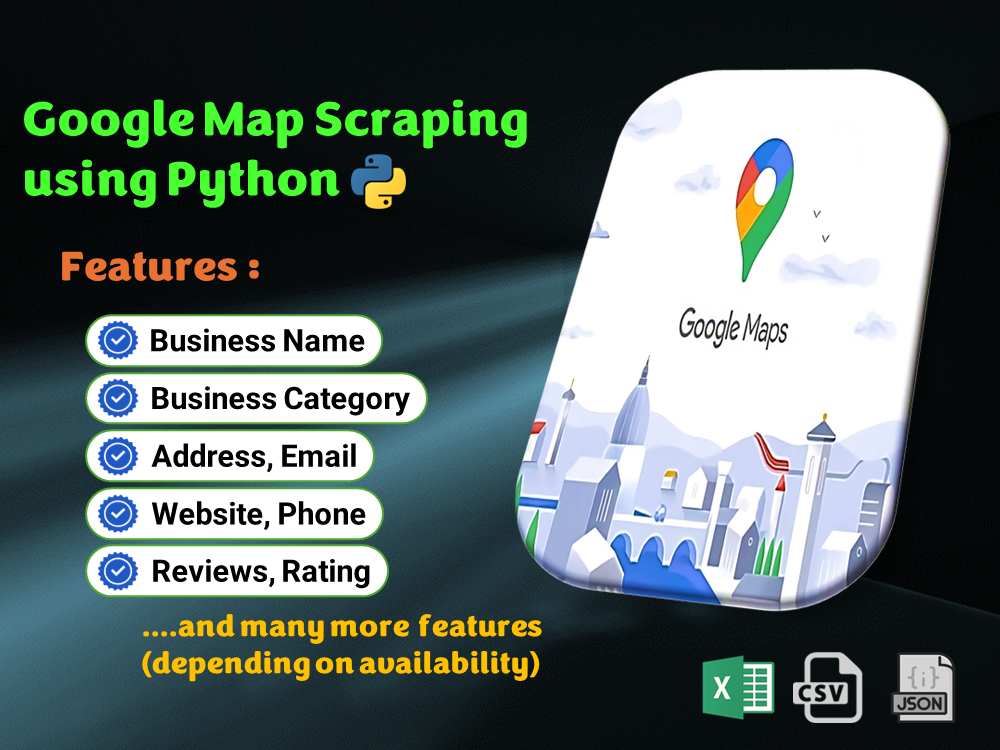 Google Map Scraping
using Python
Features :
Business Name
Business Category
Address, Email
Website, Phone
Reviews, Rating
....and many more features
(depending on availability)
Google Maps
X
CSV
{i}
JSON